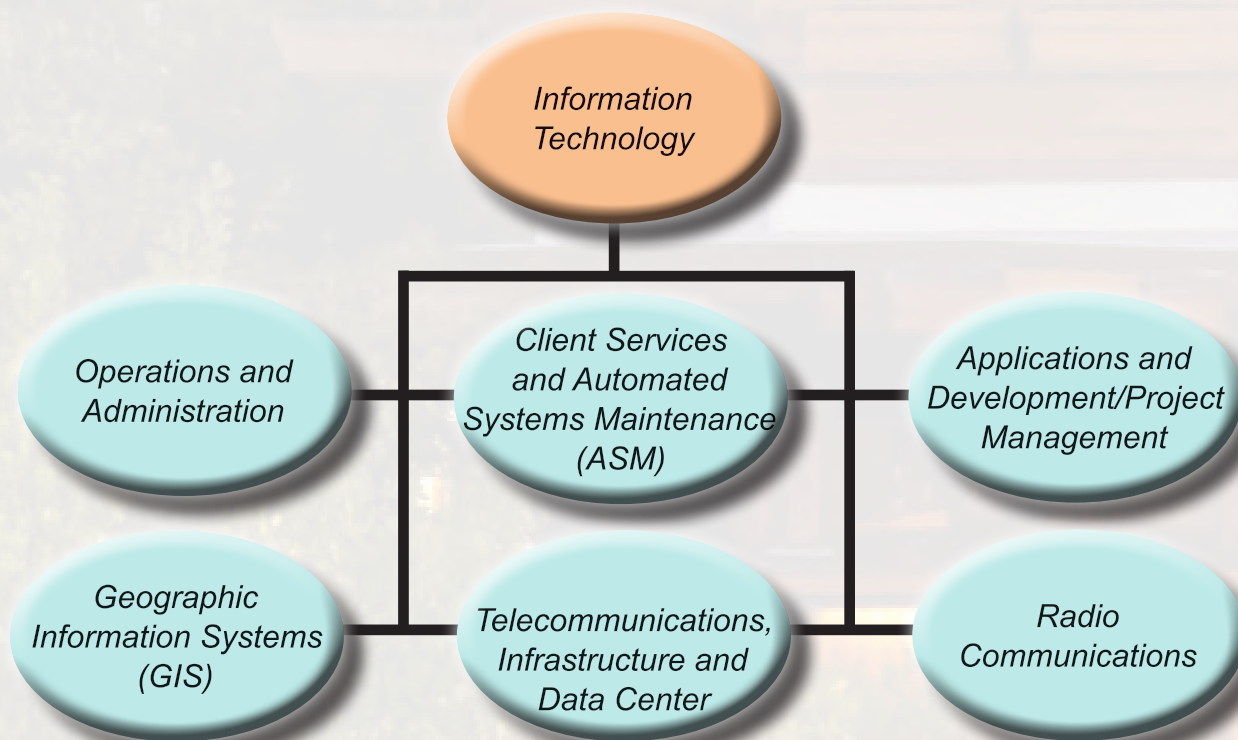 Information
Technology
Operations and
Administration
Client Services
and Automated
Systems Maintenance
(ASM)
Applications and
Development/Project
Management
Geographic
Information Systems
(GIS)
Telecommunications,
Infrastructure and
Data Center
Radio
Communications